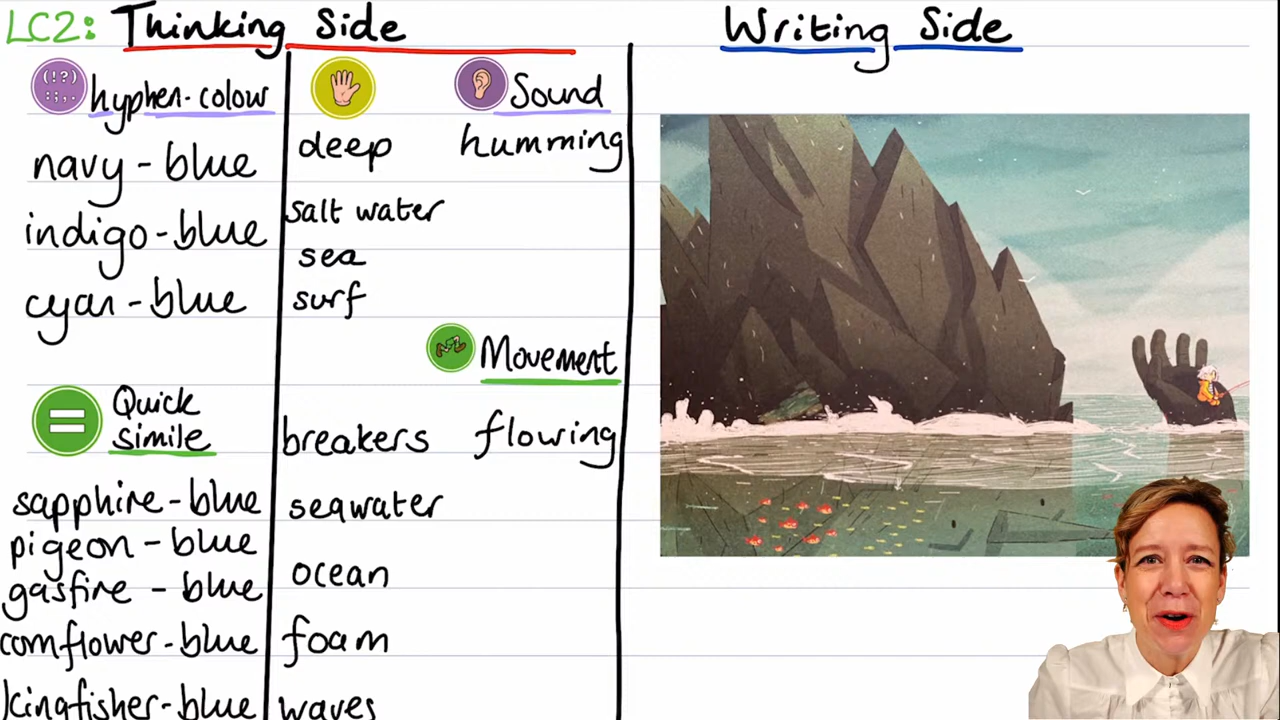 LC2: Thinking Side
hyphen-colour
navy-blue
indigo-blue
cyan-blue
Quick
simile
sapphire-blue
pigeon-blue
gasfire-blue
cornflower-blue
kingfisher-blue
deep
salt water
sea
surf
breakers
seawater
ocean
foam
waves
Sound
humming
Movement
flowing
Writing Side